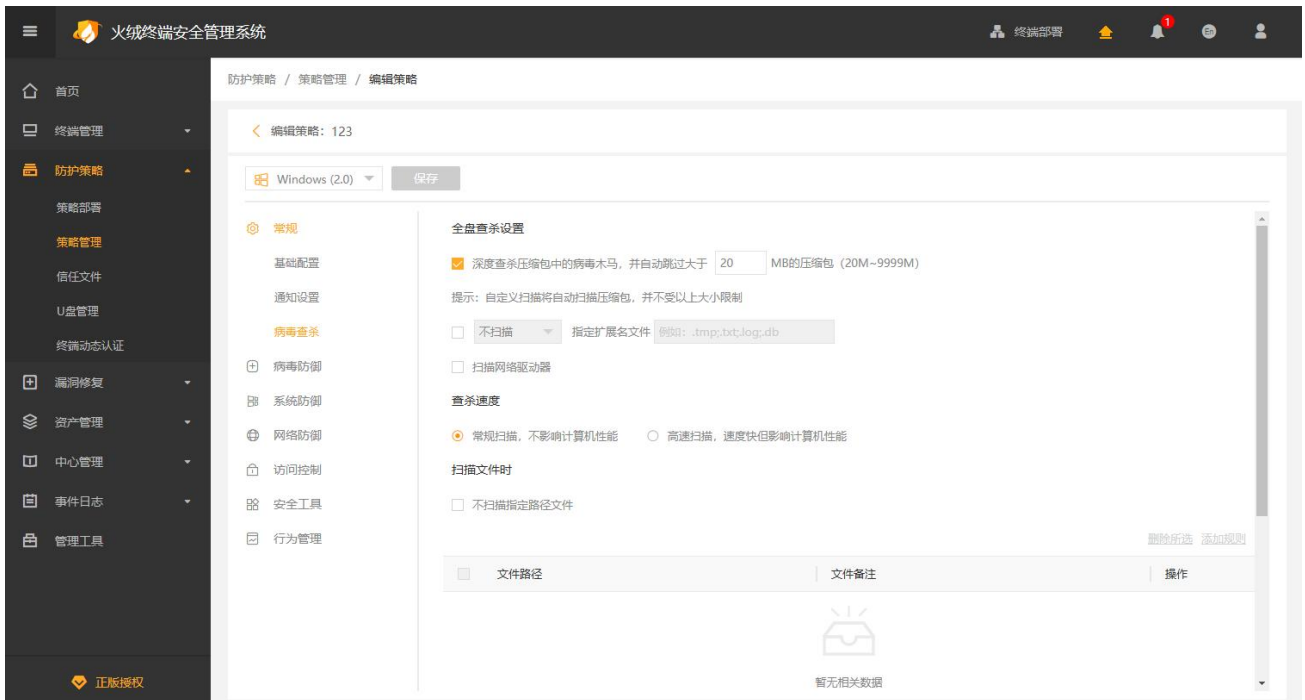 火绒终端安全管理系统
终端部署
1
En
首页
终端管理
防护策略
策略部署
策略管理
信任文件
U盘管理
终端动态认证
漏洞修复
资产管理
中心管理
事件日志
管理工具
正版授权
防护策略 / 策略管理 / 编辑策略
编辑策略：123
Windows (2.0) 保存
常规
基础配置
通知设置
病毒查杀
病毒防御
系统防御
网络防御
访问控制
安全工具
行为管理
全盘查杀设置
深度查杀压缩包中的病毒木马，并自动跳过大于 20 MB的压缩包（20M~9999M）
提示：自定义扫描将自动扫描压缩包，并不受以上大小限制
不扫描 指定扩展名文件 例如：.tmp;.txt;.log;.db
扫描网络驱动器
查杀速度
常规扫描，不影响计算机性能 高速扫描，速度快但影响计算机性能
扫描文件时
不扫描指定路径文件
删除所选 添加规则
文件路径 文件备注 操作
暂无相关数据